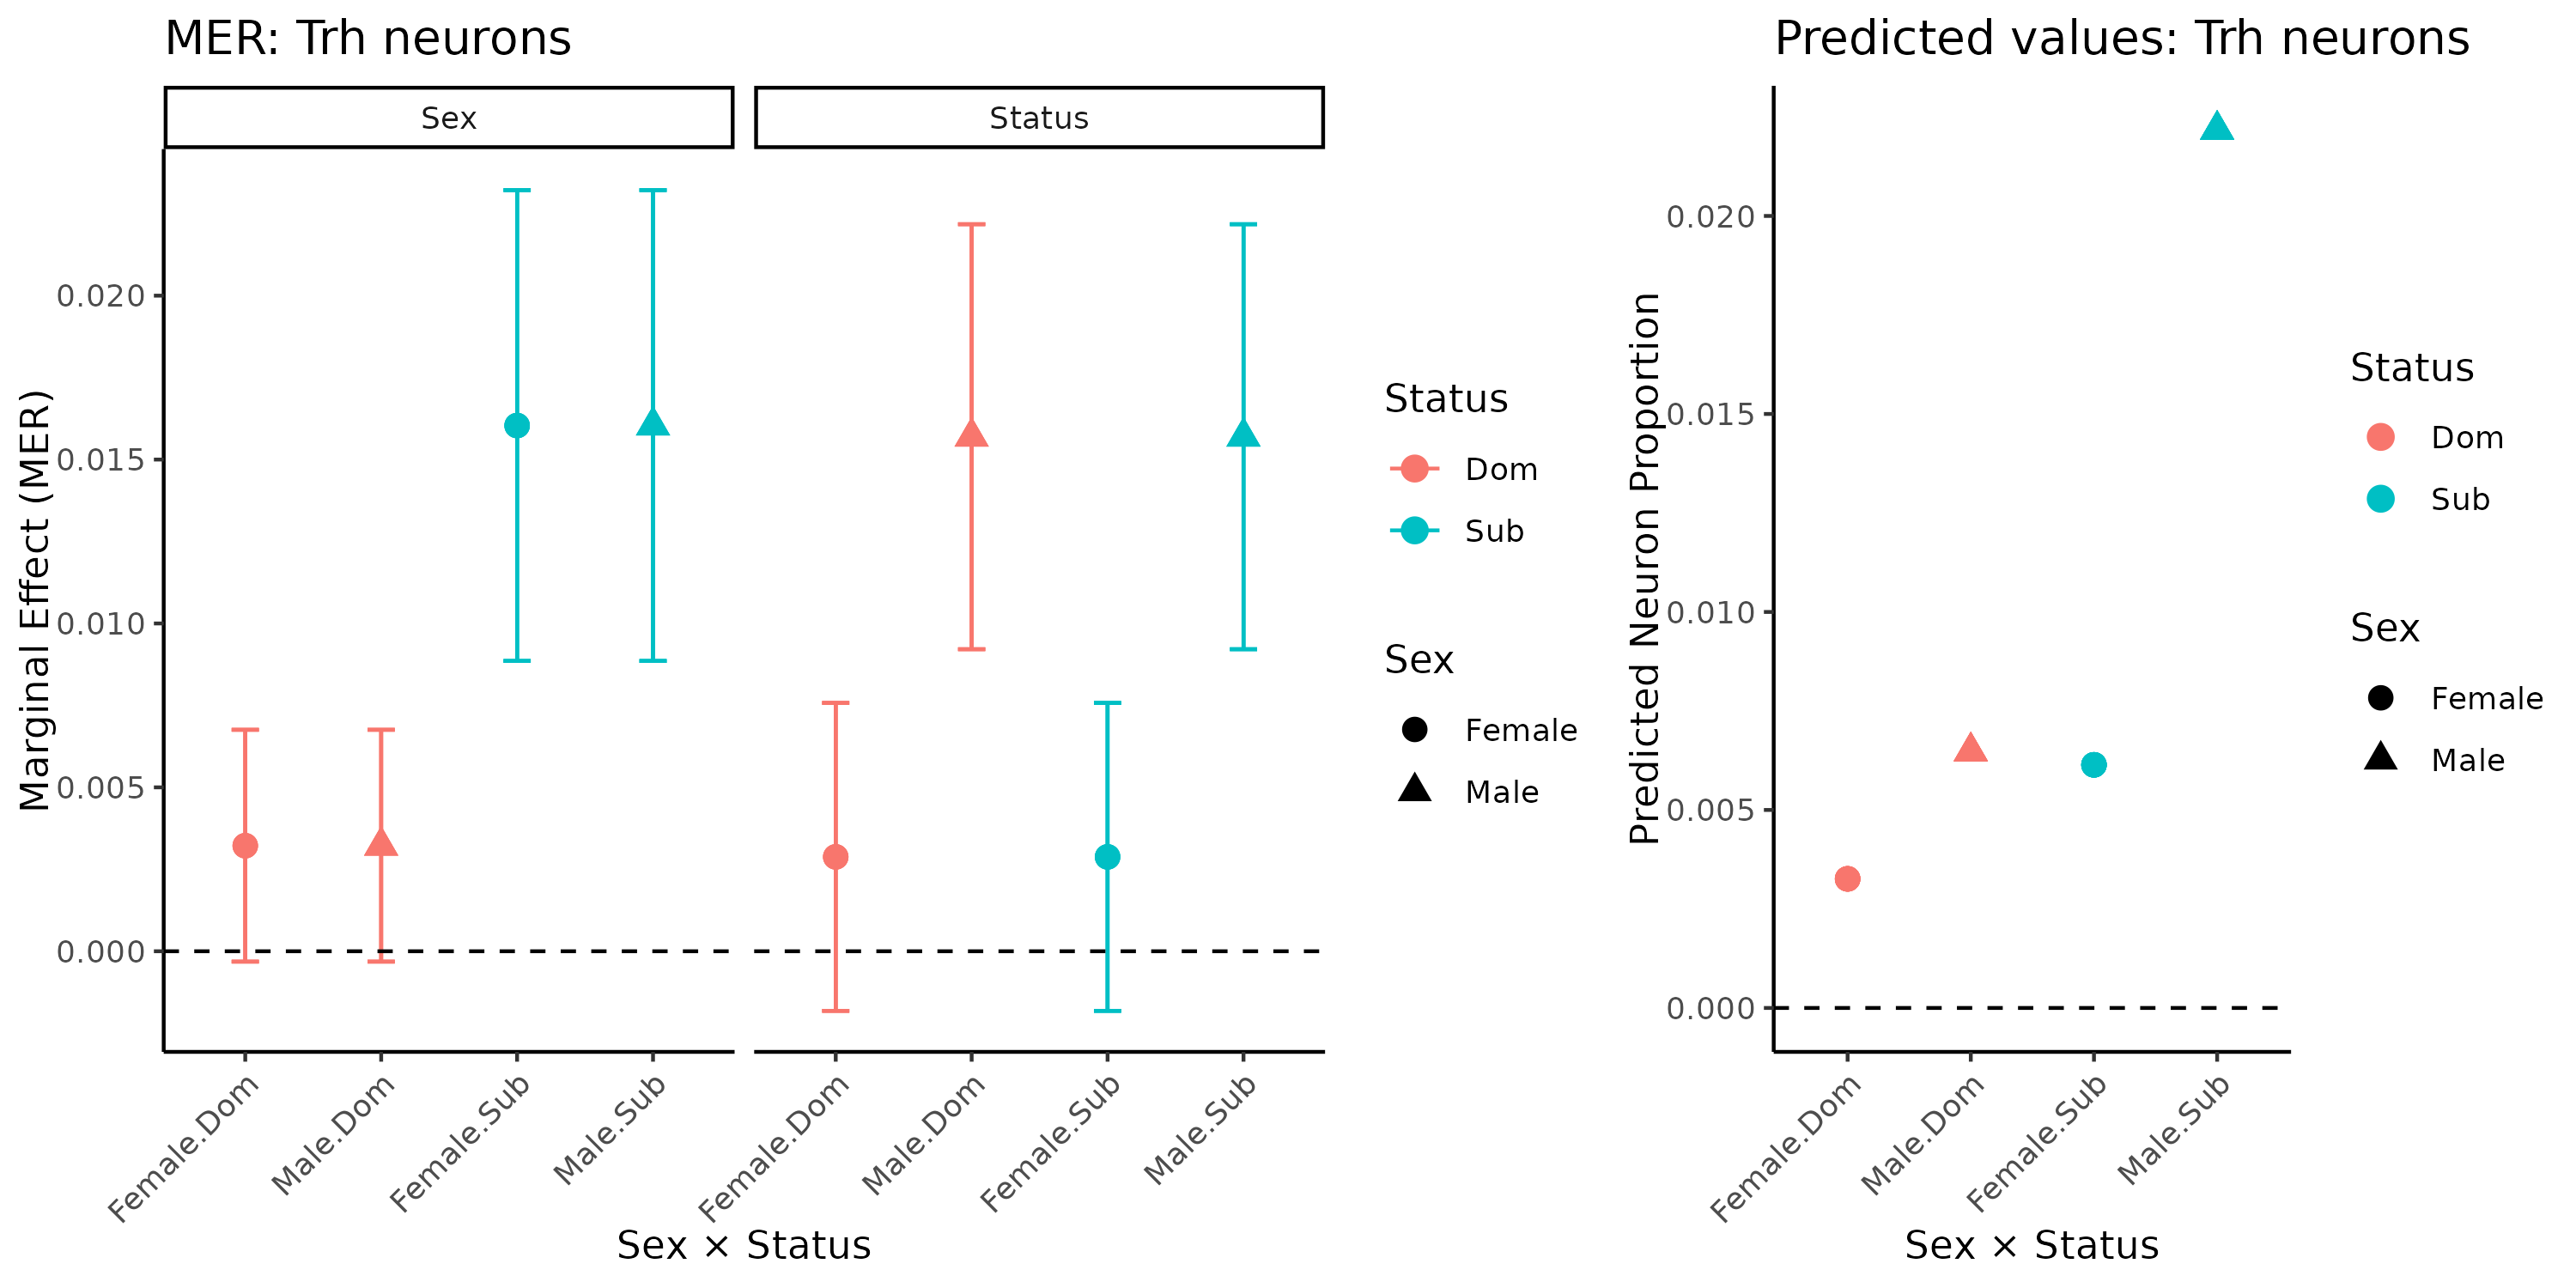 MER: Trh neurons
Sex
Status
Marginal Effect (MER)
0.020
0.015
0.010
0.005
0.000
Female.Dom
Male.Dom
Female.Sub
Male.Sub
Female.Dom
Male.Dom
Female.Sub
Male.Sub
Sex × Status
Status
Dom
Sub
Sex
Female
Male
Predicted values: Trh neurons
Predicted Neuron Proportion
0.020
0.015
0.010
0.005
0.000
Female.Dom
Male.Dom
Female.Sub
Male.Sub
Sex × Status
Status
Dom
Sub
Sex
Female
Male